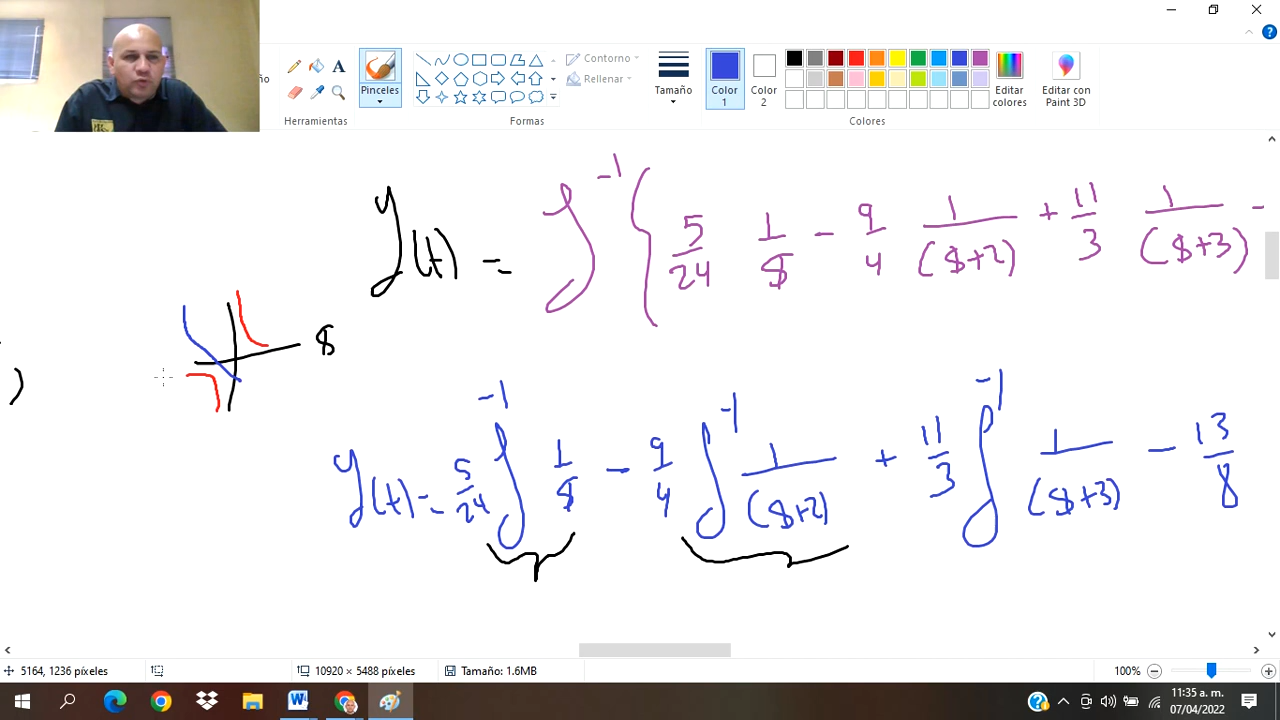 Contorno
Rellenar
Pinceles
Tamaño
Color 1
Color 2
Editar colores
Editar con Paint 3D
Herramientas
Formas
Colores
y(t) = ℒ⁻¹ { 5/24 1/s - 9/4 1/(s+2) + 11/3 1/(s+3) -
s
)
y(t) = 5/24 ℒ⁻¹ 1/s - 9/4 ℒ⁻¹ 1/(s+2) + 11/3 ℒ⁻¹ 1/(s+3) - 13/8
5164, 1236 píxeles
10920 × 5488 píxeles
Tamaño: 1.6MB
100%
11:35 a. m.
07/04/2022